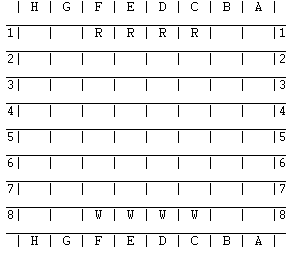 | H | G | F | E | D | C | B | A |
1| | | R | R | R | R | | |1
2| | | | | | | | |2
3| | | | | | | | |3
4| | | | | | | | |4
5| | | | | | | | |5
6| | | | | | | | |6
7| | | | | | | | |7
8| | | W | W | W | W | | |8
| H | G | F | E | D | C | B | A |